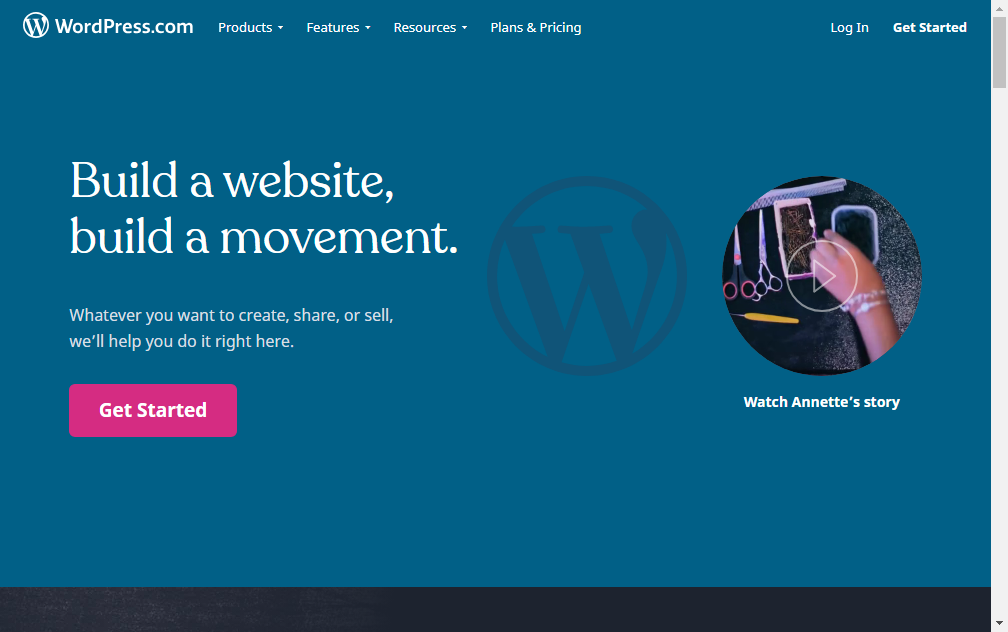 WordPress.com Products Features Resources Plans & Pricing Log In Get Started
Build a website,
build a movement.
Whatever you want to create, share, or sell,
we’ll help you do it right here.
Get Started
Watch Annette’s story